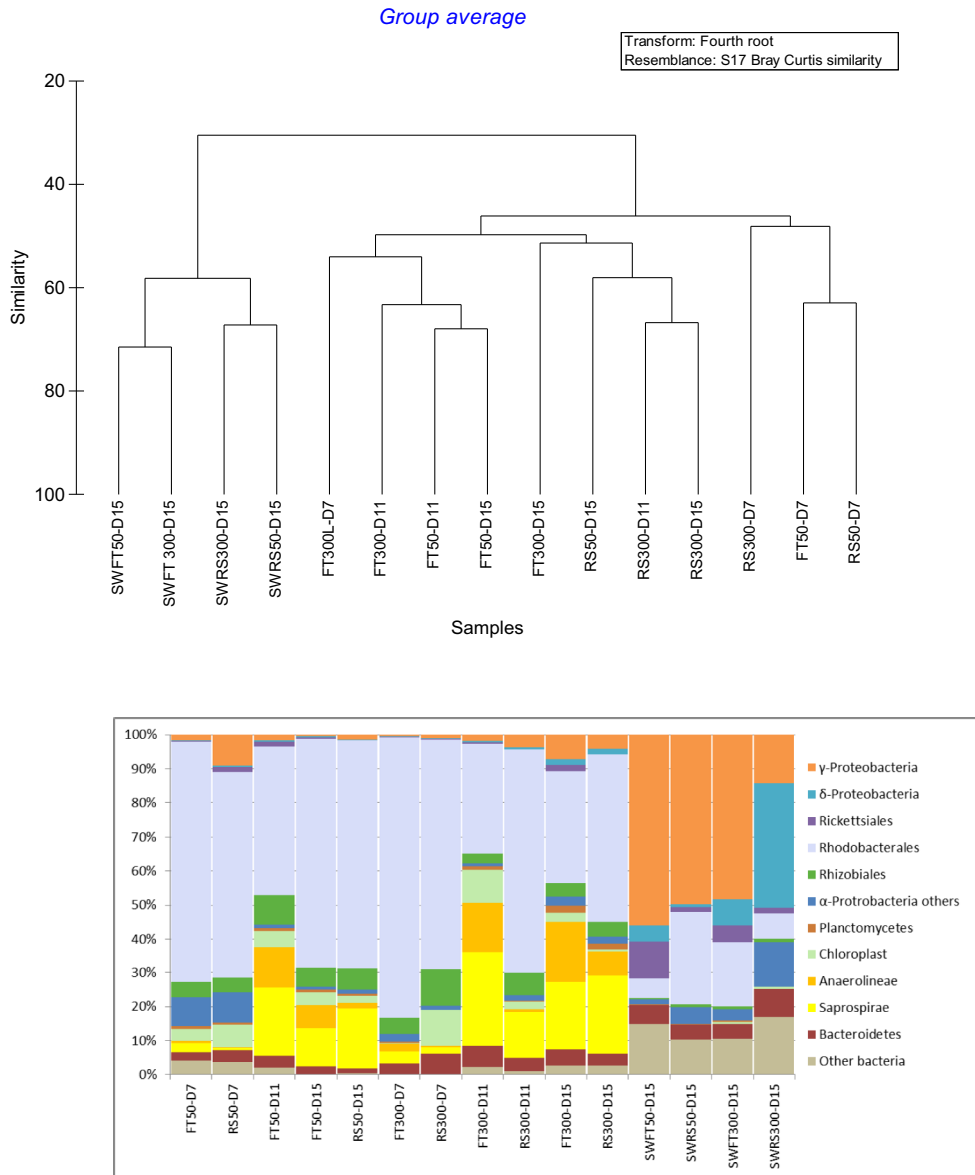 Group average
Transform: Fourth root
Resemblance: S17 Bray Curtis similarity
20
40
60
80
100
Similarity
SWFT50-D15
SWFT 300-D15
SWRS300-D15
SWRS50-D15
FT300L-D7
FT300-D11
FT50-D11
FT50-D15
FT300-D15
RS50-D15
RS300-D11
RS300-D15
RS300-D7
FT50-D7
RS50-D7
Samples
100%
90%
80%
70%
60%
50%
40%
30%
20%
10%
0%
FT50-D7
RS50-D7
FT50-D11
FT50-D15
RS50-D15
FT300-D7
RS300-D7
FT300-D11
RS300-D11
FT300-D15
RS300-D15
SWFT50-D15
SWRS50-D15
SWFT300-D15
SWRS300-D15
γ-Proteobacteria
δ-Proteobacteria
Rickettsiales
Rhodobacterales
Rhizobiales
α-Protrobacteria others
Planctomycetes
Chloroplast
Anaerolineae
Saprospirae
Bacteroidetes
Other bacteria